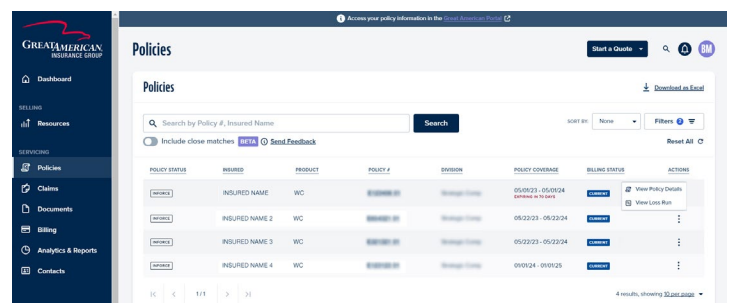 Access your policy information in the Great American Portal
GREATAMERICAN.
INSURANCE GROUP
Dashboard
SELLING
Resources
SERVICING
Policies
Claims
Documents
Billing
Analytics & Reports
Contacts
Policies
Start a Quote
BM
Policies
Download as Excel
Search by Policy #, Insured Name
Search
SORT BY: None
Filters 2
Include close matches BETA Send Feedback
Reset All
POLICY STATUS INSURED PRODUCT POLICY # DIVISION POLICY COVERAGE BILLING STATUS ACTIONS
INFORCE INSURED NAME WC 05/01/23 - 05/01/24 CURRENT
EXPIRING IN 70 DAYS
View Policy Details
View Loss Run
INFORCE INSURED NAME 2 WC 05/22/23 - 05/22/24 CURRENT
INFORCE INSURED NAME 3 WC 05/22/23 - 05/22/24 CURRENT
INFORCE INSURED NAME 4 WC 01/01/24 - 01/01/25 CURRENT
1/1
4 results, showing 10 per page